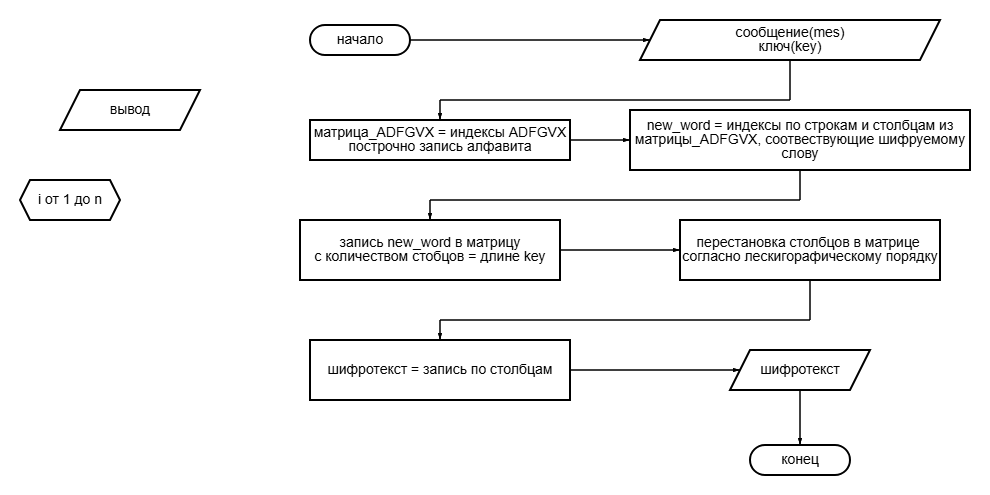 начало
сообщение(mes)
ключ(key)
вывод
матрица_ADFGVX = индексы ADFGVX
построчно запись алфавита
new_word = индексы по строкам и столбцам из
матрицы_ADFGVX, соотвествующие шифруемому
слову
i от 1 до n
запись new_word в матрицу
с количеством стобцов = длине key
перестановка столбцов в матрице
согласно лескиграфическому порядку
шифротекст = запись по столбцам
шифротекст
конец